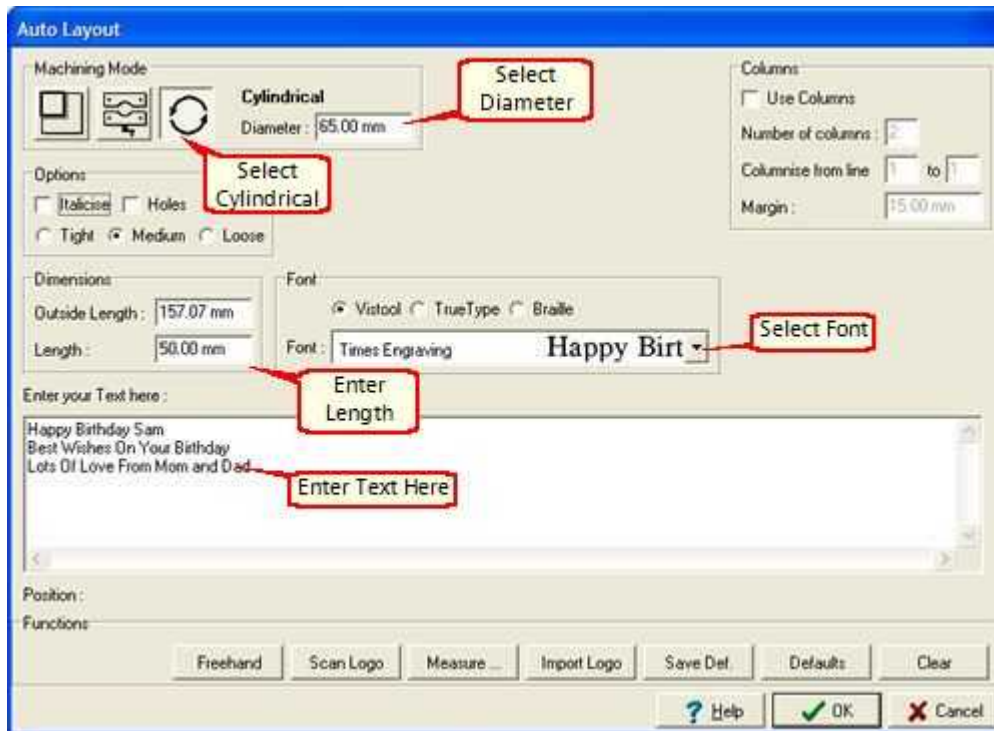 Auto Layout
Machining Mode
Cylindrical
Diameter : 65.00 mm
Select
Diameter
Select
Cylindrical
Columns
Use Columns
Number of columns : 2
Columnise from line 1 to 1
Margin : 15.00 mm
Options
Italicise Holes
Tight Medium Loose
Dimensions
Outside Length : 157.07 mm
Length : 50.00 mm
Enter
Length
Font
Vistool TrueType Braille
Font : Times Engraving Happy Birt
Select Font
Enter your Text here :
Happy Birthday Sam
Best Wishes On Your Birthday
Lots Of Love From Mom and Dad
Enter Text Here
Position :
Functions
Freehand Scan Logo Measure ... Import Logo Save Def. Defaults Clear
? Help OK Cancel